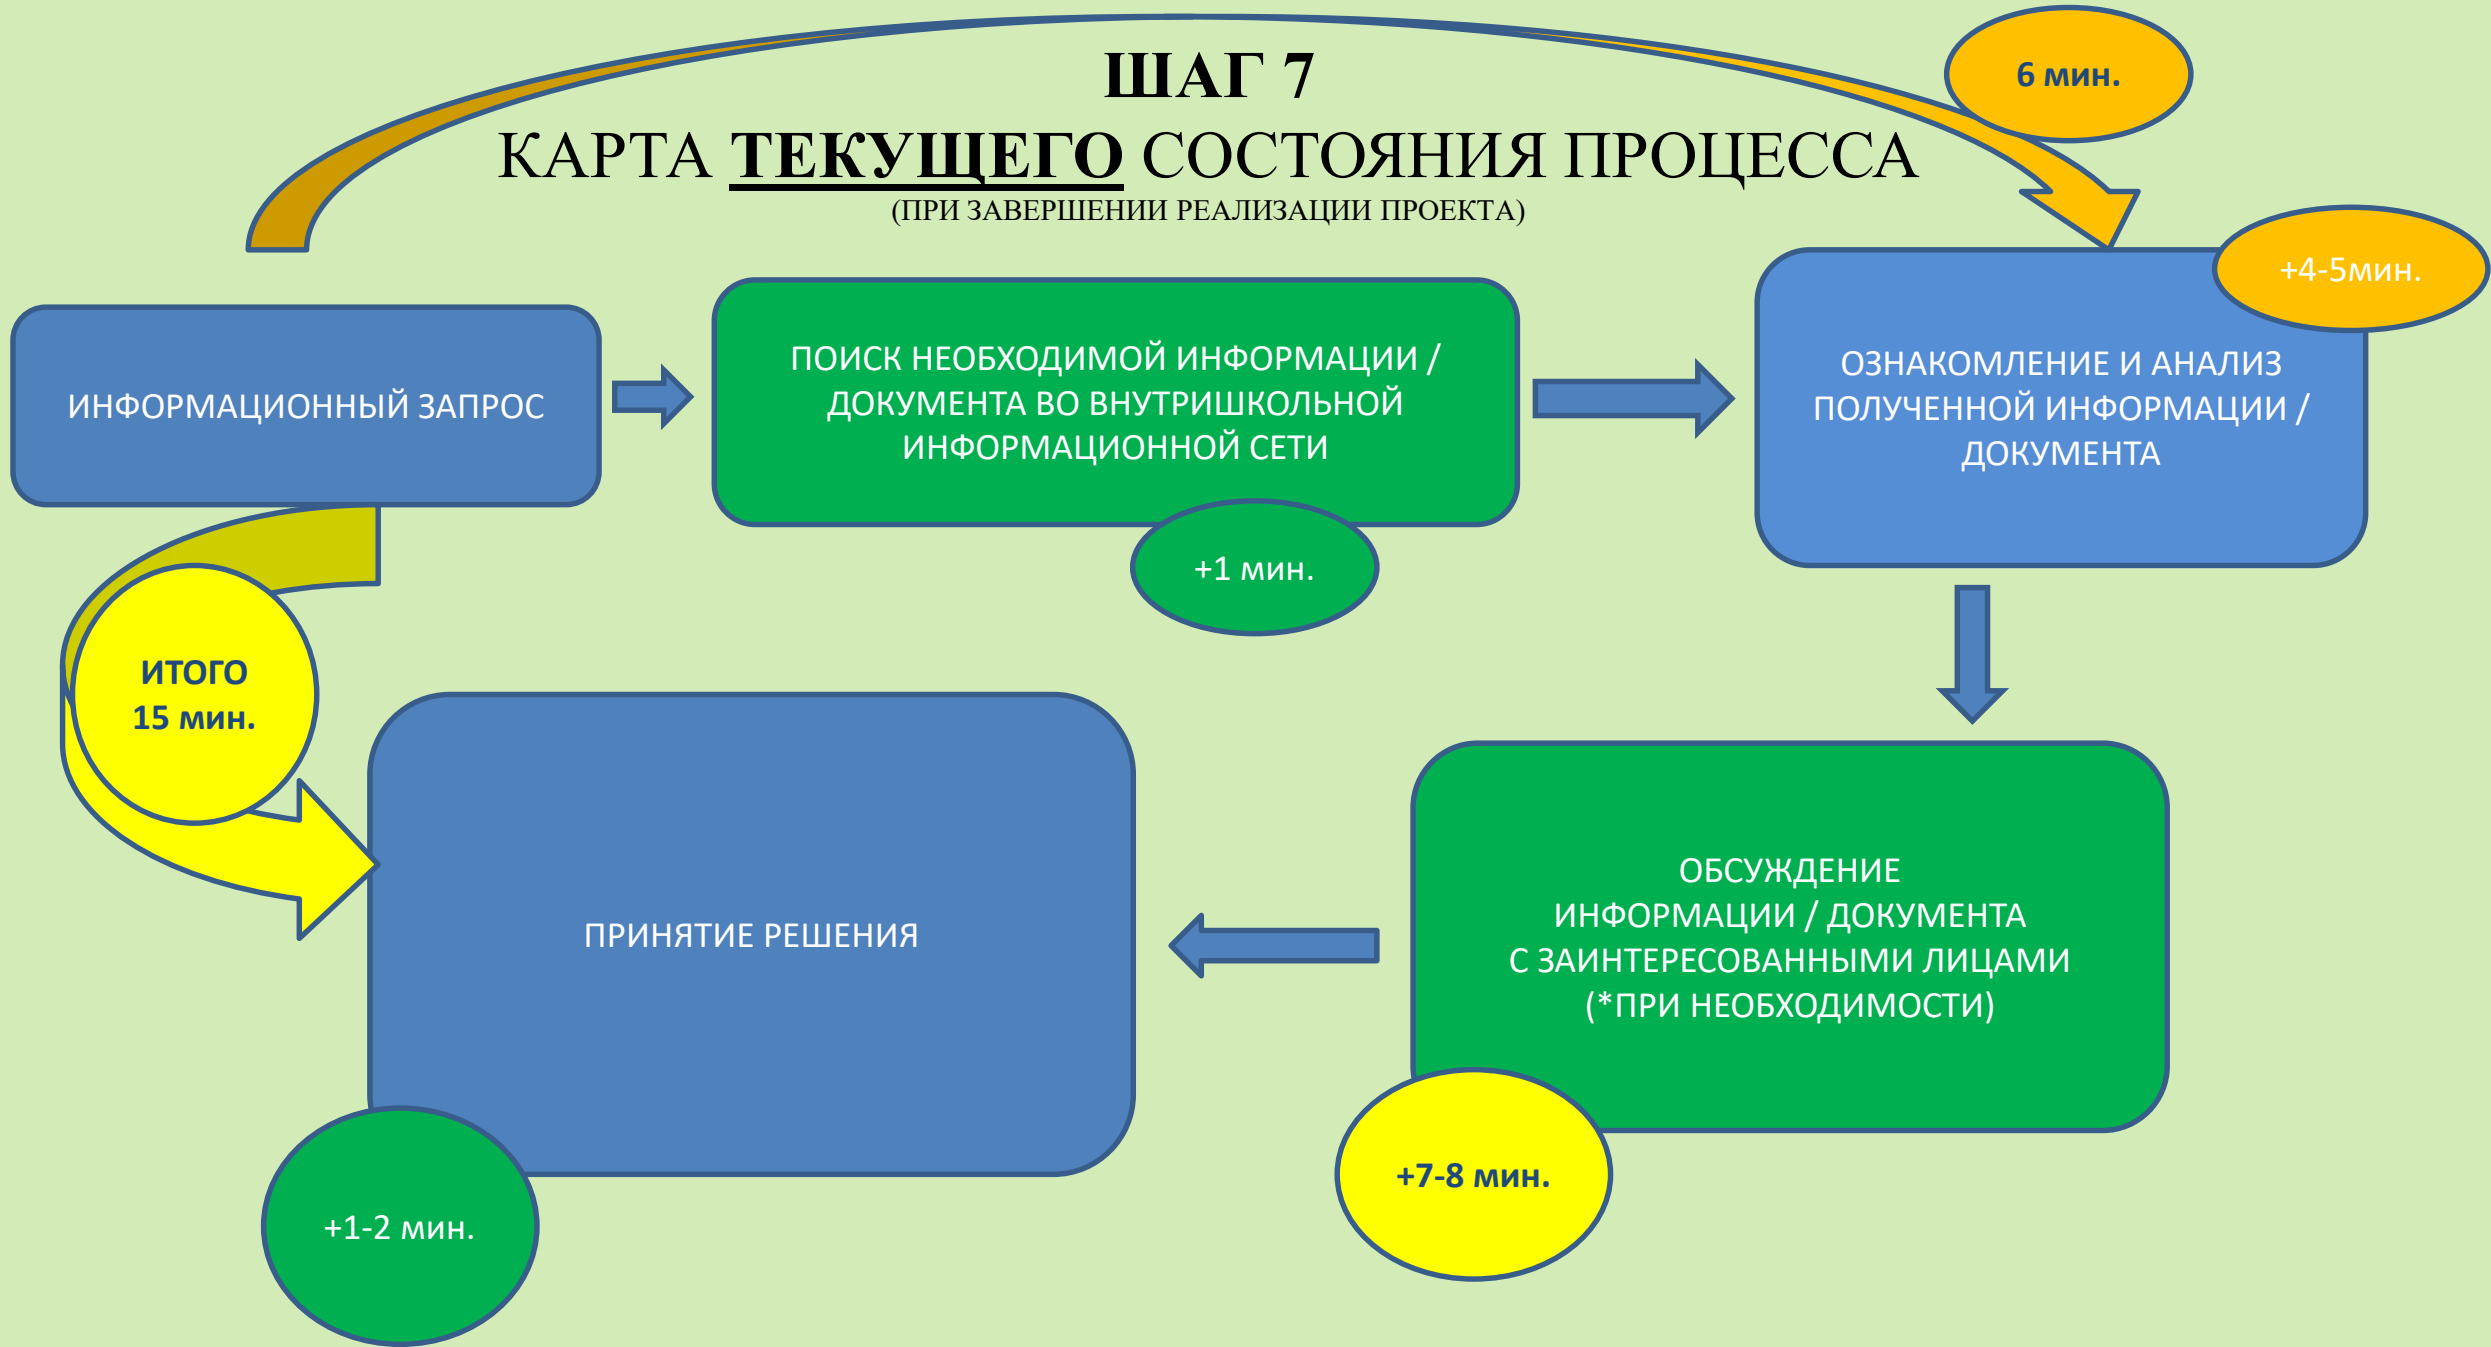 ШАГ 7
КАРТА ТЕКУЩЕГО СОСТОЯНИЯ ПРОЦЕССА
(ПРИ ЗАВЕРШЕНИИ РЕАЛИЗАЦИИ ПРОЕКТА)
6 мин.
ИНФОРМАЦИОННЫЙ ЗАПРОС
ПОИСК НЕОБХОДИМОЙ ИНФОРМАЦИИ /
ДОКУМЕНТА ВО ВНУТРИШКОЛЬНОЙ
ИНФОРМАЦИОННОЙ СЕТИ
+1 мин.
+4-5мин.
ОЗНАКОМЛЕНИЕ И АНАЛИЗ
ПОЛУЧЕННОЙ ИНФОРМАЦИИ /
ДОКУМЕНТА
ИТОГО
15 мин.
ПРИНЯТИЕ РЕШЕНИЯ
+1-2 мин.
ОБСУЖДЕНИЕ
ИНФОРМАЦИИ / ДОКУМЕНТА
С ЗАИНТЕРЕСОВАННЫМИ ЛИЦАМИ
(*ПРИ НЕОБХОДИМОСТИ)
+7-8 мин.